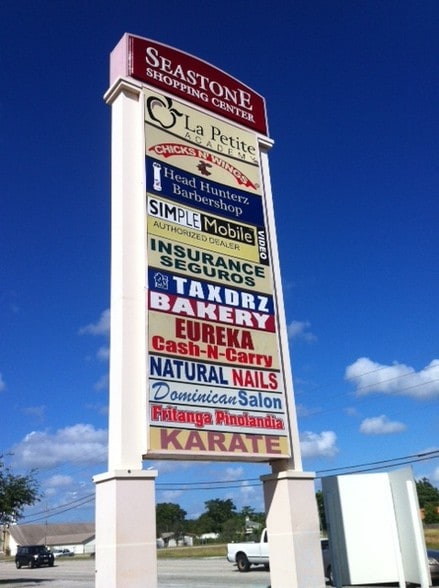 SEASTONE
SHOPPING CENTER
La Petite
ACADEMY
CHICKS N' WINGS
Head Hunterz
Barbershop
SIMPLE Mobile
AUTHORIZED DEALER
VIDEO
INSURANCE
SEGUROS
TAXDRZ
BAKERY
EUREKA
Cash-N-Carry
NATURAL NAILS
Dominican Salon
Fritanga Pinolandia
KARATE